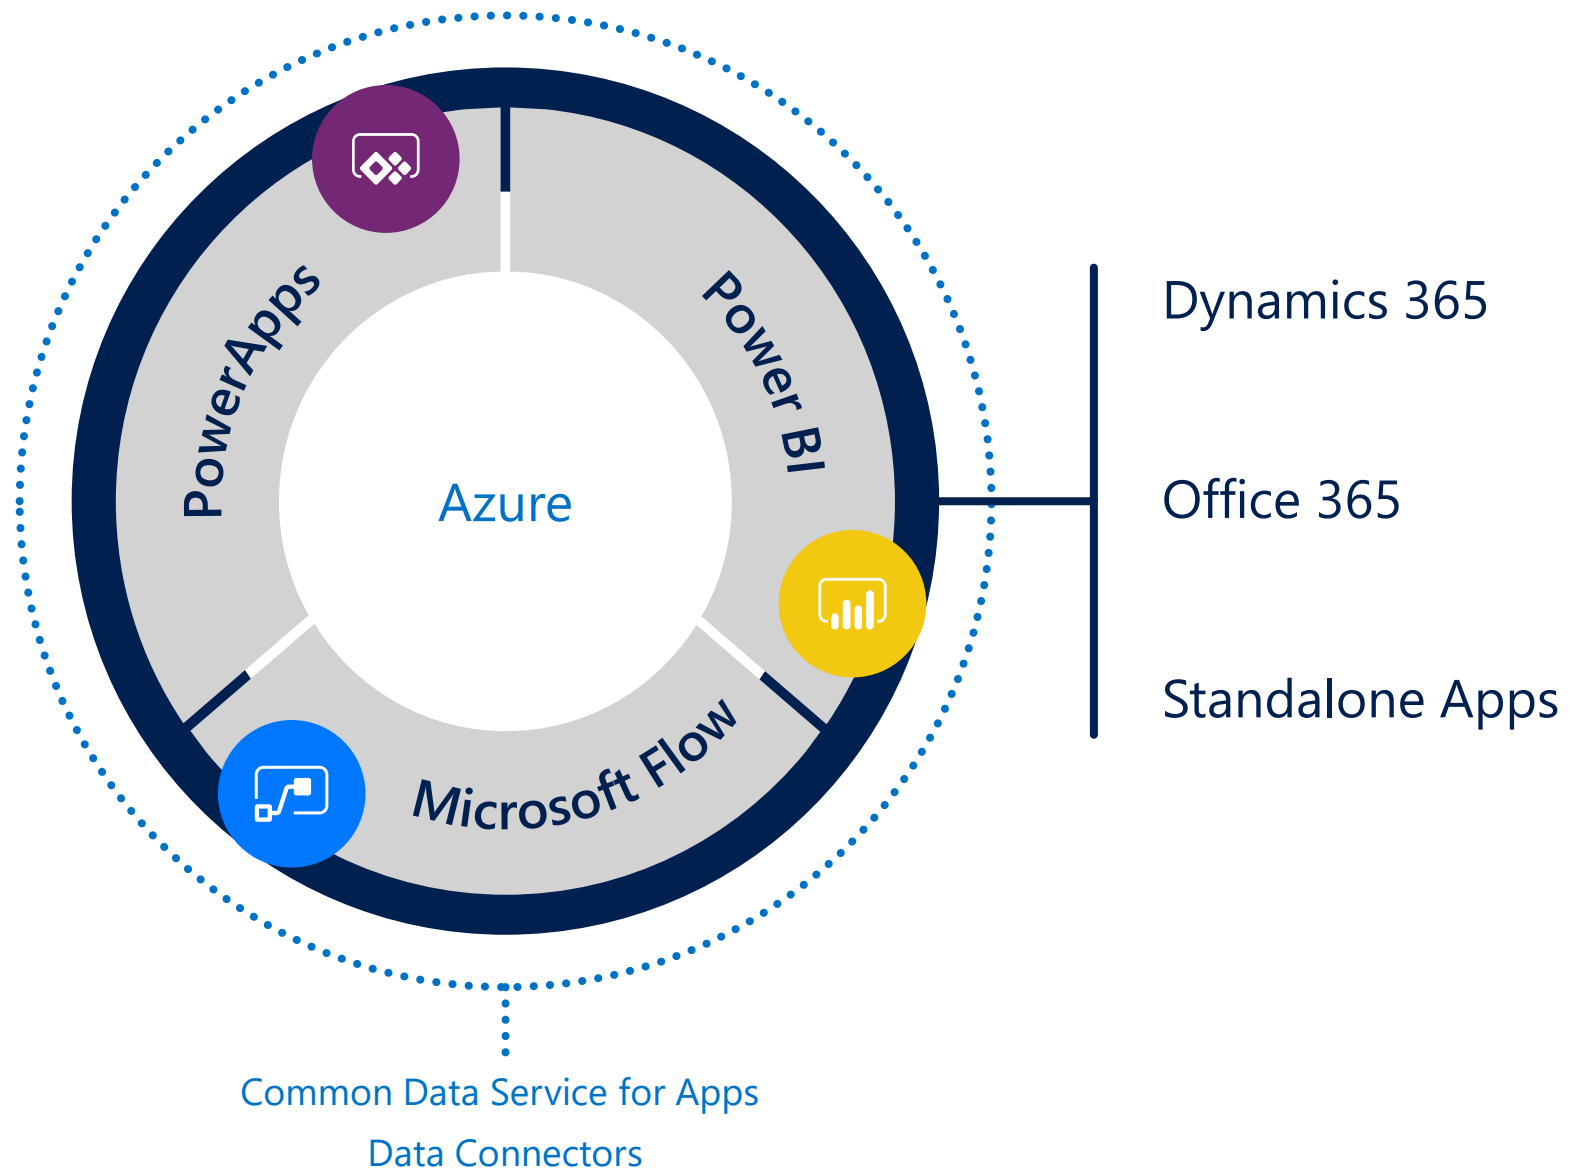 PowerApps
Power BI
Microsoft Flow
Azure
Dynamics 365
Office 365
Standalone Apps
Common Data Service for Apps
Data Connectors